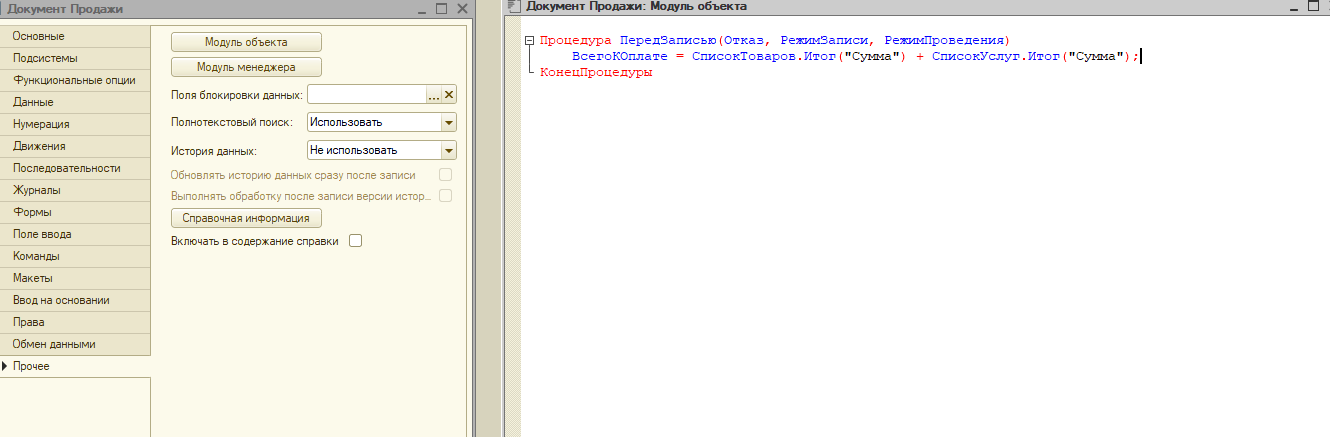 Документ Продажи
Основные
Подсистемы
Функциональные опции
Данные
Нумерация
Движения
Последовательности
Журналы
Формы
Поле ввода
Команды
Макеты
Ввод на основании
Права
Обмен данными
Прочее
Модуль объекта
Модуль менеджера
Поля блокировки данных:
Полнотекстовый поиск: Использовать
История данных: Не использовать
Обновлять историю данных сразу после записи
Выполнять обработку после записи версии истор...
Справочная информация
Включать в содержание справки
Документ Продажи: Модуль объекта
Процедура ПередЗаписью(Отказ, РежимЗаписи, РежимПроведения)
ВсегоКОплате = СписокТоваров.Итог("Сумма") + СписокУслуг.Итог("Сумма");
КонецПроцедуры